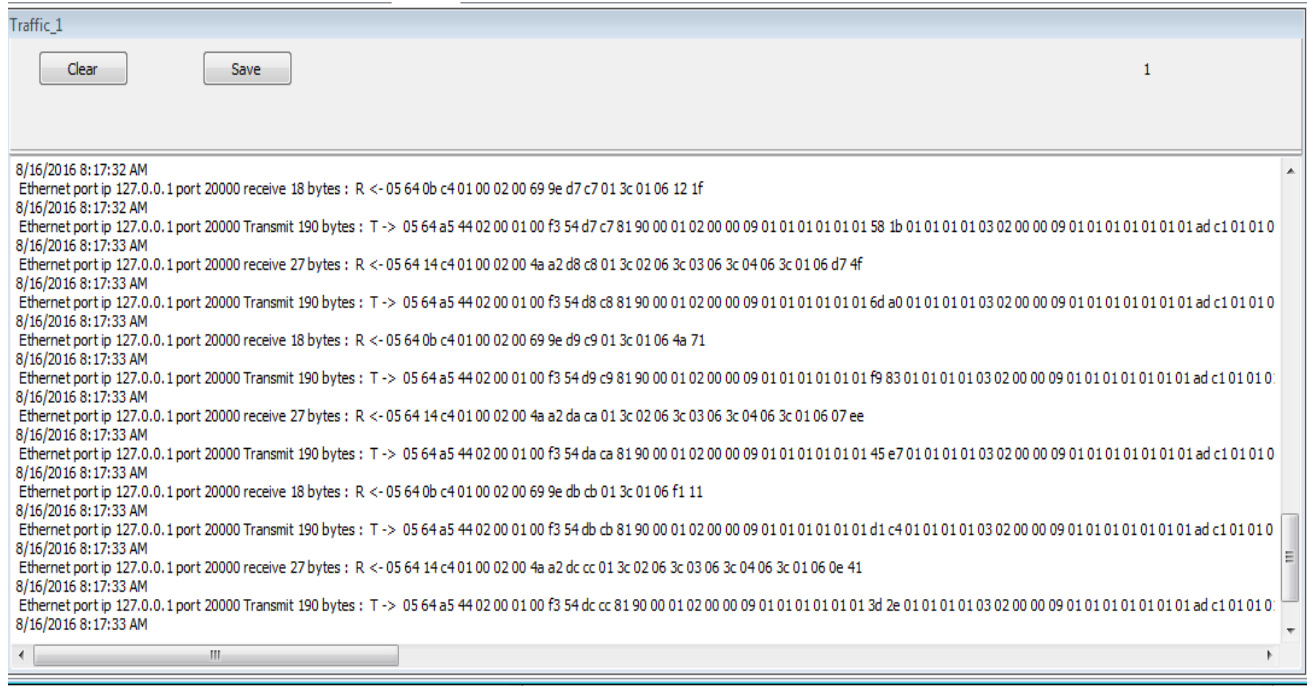 Traffic_1
Clear Save 1
8/16/2016 8:17:32 AM
Ethernet port ip 127.0.0.1 port 20000 receive 18 bytes : R <- 05 64 0b c4 01 00 02 00 69 9e d7 c7 01 3c 01 06 12 1f
8/16/2016 8:17:32 AM
Ethernet port ip 127.0.0.1 port 20000 Transmit 190 bytes : T -> 05 64 a5 44 02 00 01 00 f3 54 d7 c7 81 90 00 01 02 00 00 09 01 01 01 01 01 01 58 1b 01 01 01 01 03 02 00 00 09 01 01 01 01 01 01 01 ad c1 01 01 0
8/16/2016 8:17:33 AM
Ethernet port ip 127.0.0.1 port 20000 receive 27 bytes : R <- 05 64 14 c4 01 00 02 00 4a a2 d8 c8 01 3c 02 06 3c 03 06 3c 04 06 3c 01 06 d7 4f
8/16/2016 8:17:33 AM
Ethernet port ip 127.0.0.1 port 20000 Transmit 190 bytes : T -> 05 64 a5 44 02 00 01 00 f3 54 d8 c8 81 90 00 01 02 00 00 09 01 01 01 01 01 01 6d a0 01 01 01 01 03 02 00 00 09 01 01 01 01 01 01 01 ad c1 01 01 0
8/16/2016 8:17:33 AM
Ethernet port ip 127.0.0.1 port 20000 receive 18 bytes : R <- 05 64 0b c4 01 00 02 00 69 9e d9 c9 01 3c 01 06 4a 71
8/16/2016 8:17:33 AM
Ethernet port ip 127.0.0.1 port 20000 Transmit 190 bytes : T -> 05 64 a5 44 02 00 01 00 f3 54 d9 c9 81 90 00 01 02 00 00 09 01 01 01 01 01 01 f9 83 01 01 01 01 03 02 00 00 09 01 01 01 01 01 01 01 ad c1 01 01 0
8/16/2016 8:17:33 AM
Ethernet port ip 127.0.0.1 port 20000 receive 27 bytes : R <- 05 64 14 c4 01 00 02 00 4a a2 da ca 01 3c 02 06 3c 03 06 3c 04 06 3c 01 06 07 ee
8/16/2016 8:17:33 AM
Ethernet port ip 127.0.0.1 port 20000 Transmit 190 bytes : T -> 05 64 a5 44 02 00 01 00 f3 54 da ca 81 90 00 01 02 00 00 09 01 01 01 01 01 01 45 e7 01 01 01 01 03 02 00 00 09 01 01 01 01 01 01 01 ad c1 01 01 0
8/16/2016 8:17:33 AM
Ethernet port ip 127.0.0.1 port 20000 receive 18 bytes : R <- 05 64 0b c4 01 00 02 00 69 9e db cb 01 3c 01 06 f1 11
8/16/2016 8:17:33 AM
Ethernet port ip 127.0.0.1 port 20000 Transmit 190 bytes : T -> 05 64 a5 44 02 00 01 00 f3 54 db cb 81 90 00 01 02 00 00 09 01 01 01 01 01 01 d1 c4 01 01 01 01 03 02 00 00 09 01 01 01 01 01 01 01 ad c1 01 01 0
8/16/2016 8:17:33 AM
Ethernet port ip 127.0.0.1 port 20000 receive 27 bytes : R <- 05 64 14 c4 01 00 02 00 4a a2 dc cc 01 3c 02 06 3c 03 06 3c 04 06 3c 01 06 0e 41
8/16/2016 8:17:33 AM
Ethernet port ip 127.0.0.1 port 20000 Transmit 190 bytes : T -> 05 64 a5 44 02 00 01 00 f3 54 dc cc 81 90 00 01 02 00 00 09 01 01 01 01 01 01 3d 2e 01 01 01 01 03 02 00 00 09 01 01 01 01 01 01 01 ad c1 01 01 0
8/16/2016 8:17:33 AM